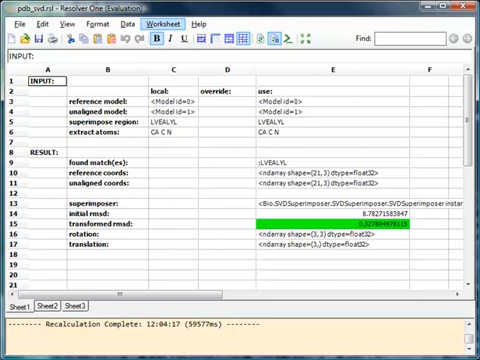 pdb_svd.rsl - Resolver One (Evaluation)
File Edit View Format Data Worksheet Help
B I U Find:
INPUT:
A B C D E F
1 INPUT:
2 local: override: use:
3 reference model: <Model id=0> <Model id=0>
4 unaligned model: <Model id=1> <Model id=1>
5 superimpose region: LVEALYL LVEALYL
6 extract atoms: CA C N CA C N
7
8 RESULT:
9 found match(es): ;LVEALYL
10 reference coords: <ndarray shape=(21, 3) dtype=float32>
11 unaligned coords: <ndarray shape=(21, 3) dtype=float32>
12
13 superimposer: <Bio.SVDSuperimposer.SVDSuperimposer instan
14 initial rmsd: 8.78271583847
15 transformed rmsd: 0.327804978115
16 rotation: <ndarray shape=(3, 3) dtype=float32>
17 translation: <ndarray shape=(3,) dtype=float32>
18
19
20
21
Sheet1 Sheet2 Sheet3
-------- Recalculation Complete: 12:04:17 (59577ms) --------